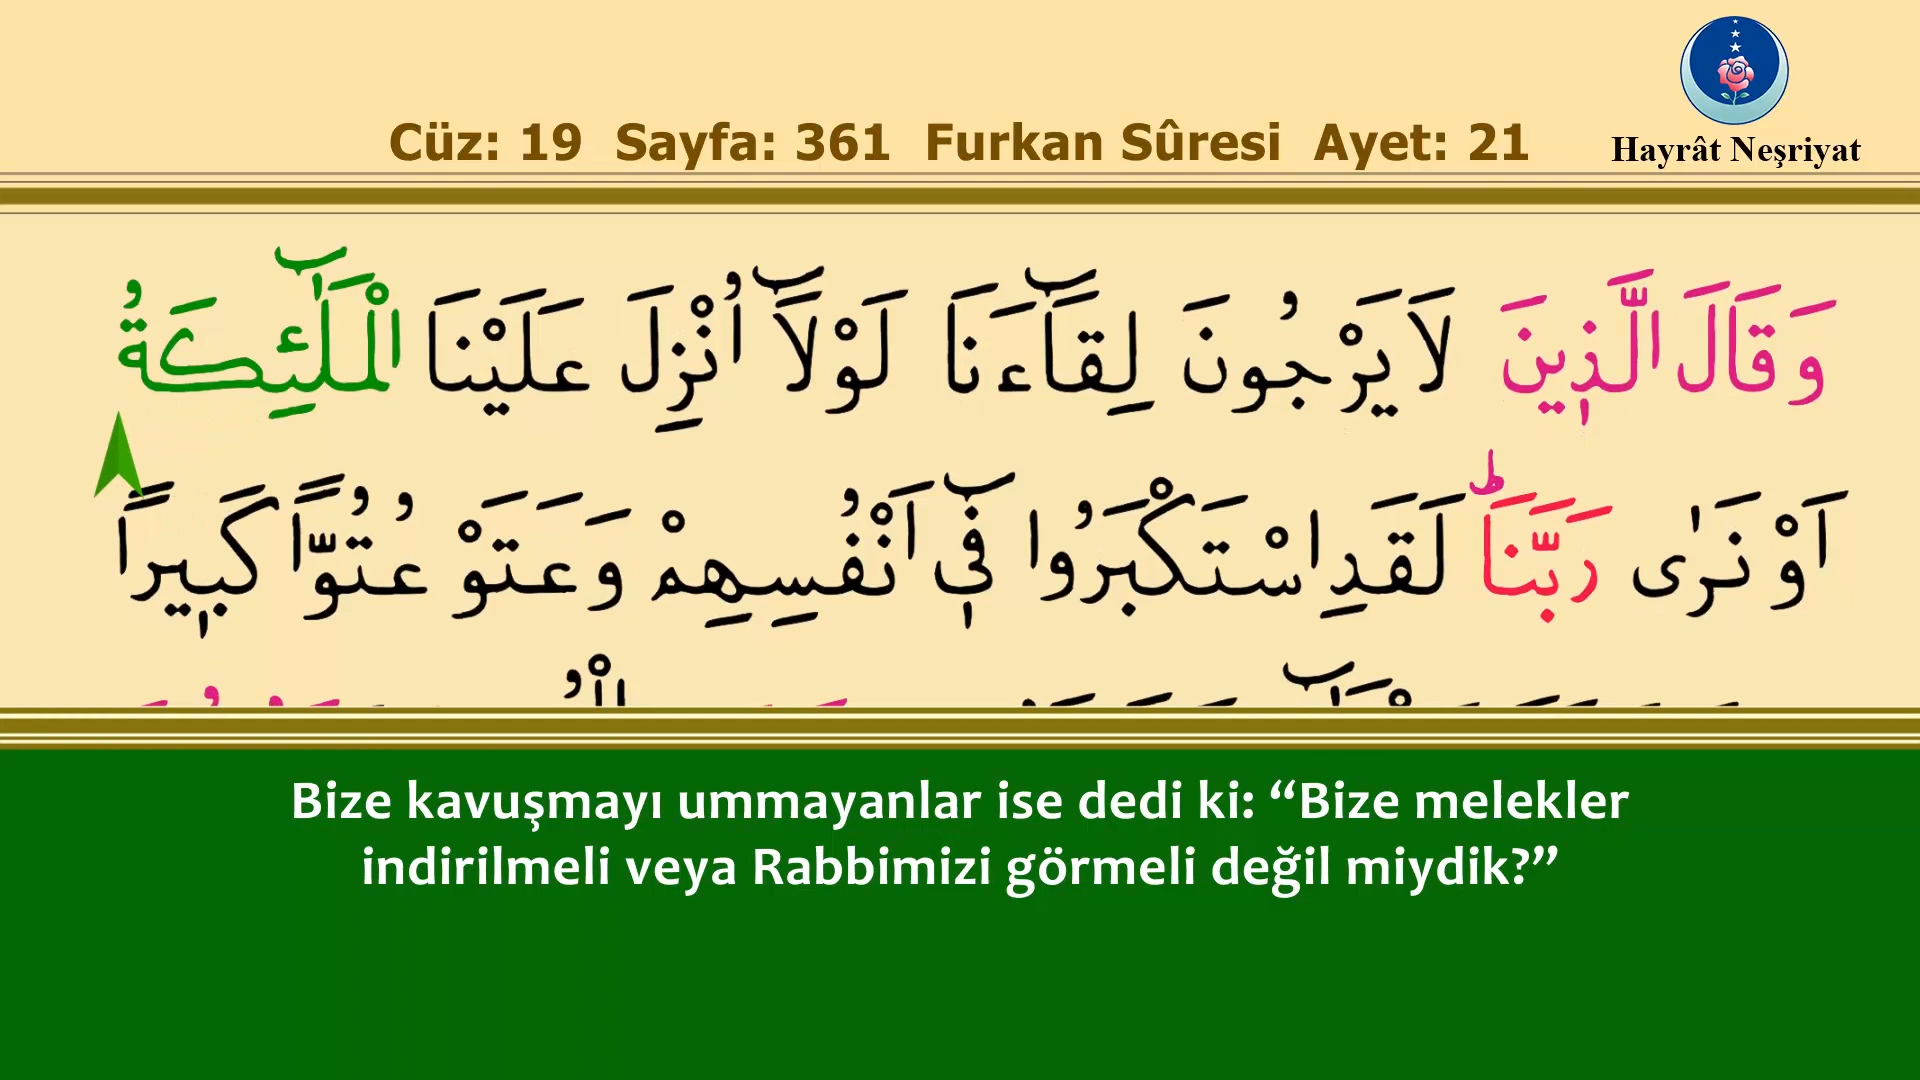 Cüz: 19 Sayfa: 361 Furkan Sûresi Ayet: 21
Hayrât Neşriyat
وَقَالَ الَّذٖينَ لَا يَرْجُونَ لِقَٓاءَنَا لَوْلَٓا اُنْزِلَ عَلَيْنَا الْمَلٰٓئِكَةُ
اَوْ نَرٰى رَبَّنَاؕ لَقَدِ اسْتَكْبَرُوا فٖٓى اَنْفُسِهِمْ وَعَتَوْ عُتُوًّا كَبٖيرًا
Bize kavuşmayı ummayanlar ise dedi ki: “Bize melekler
indirilmeli veya Rabbimizi görmeli değil miydik?”